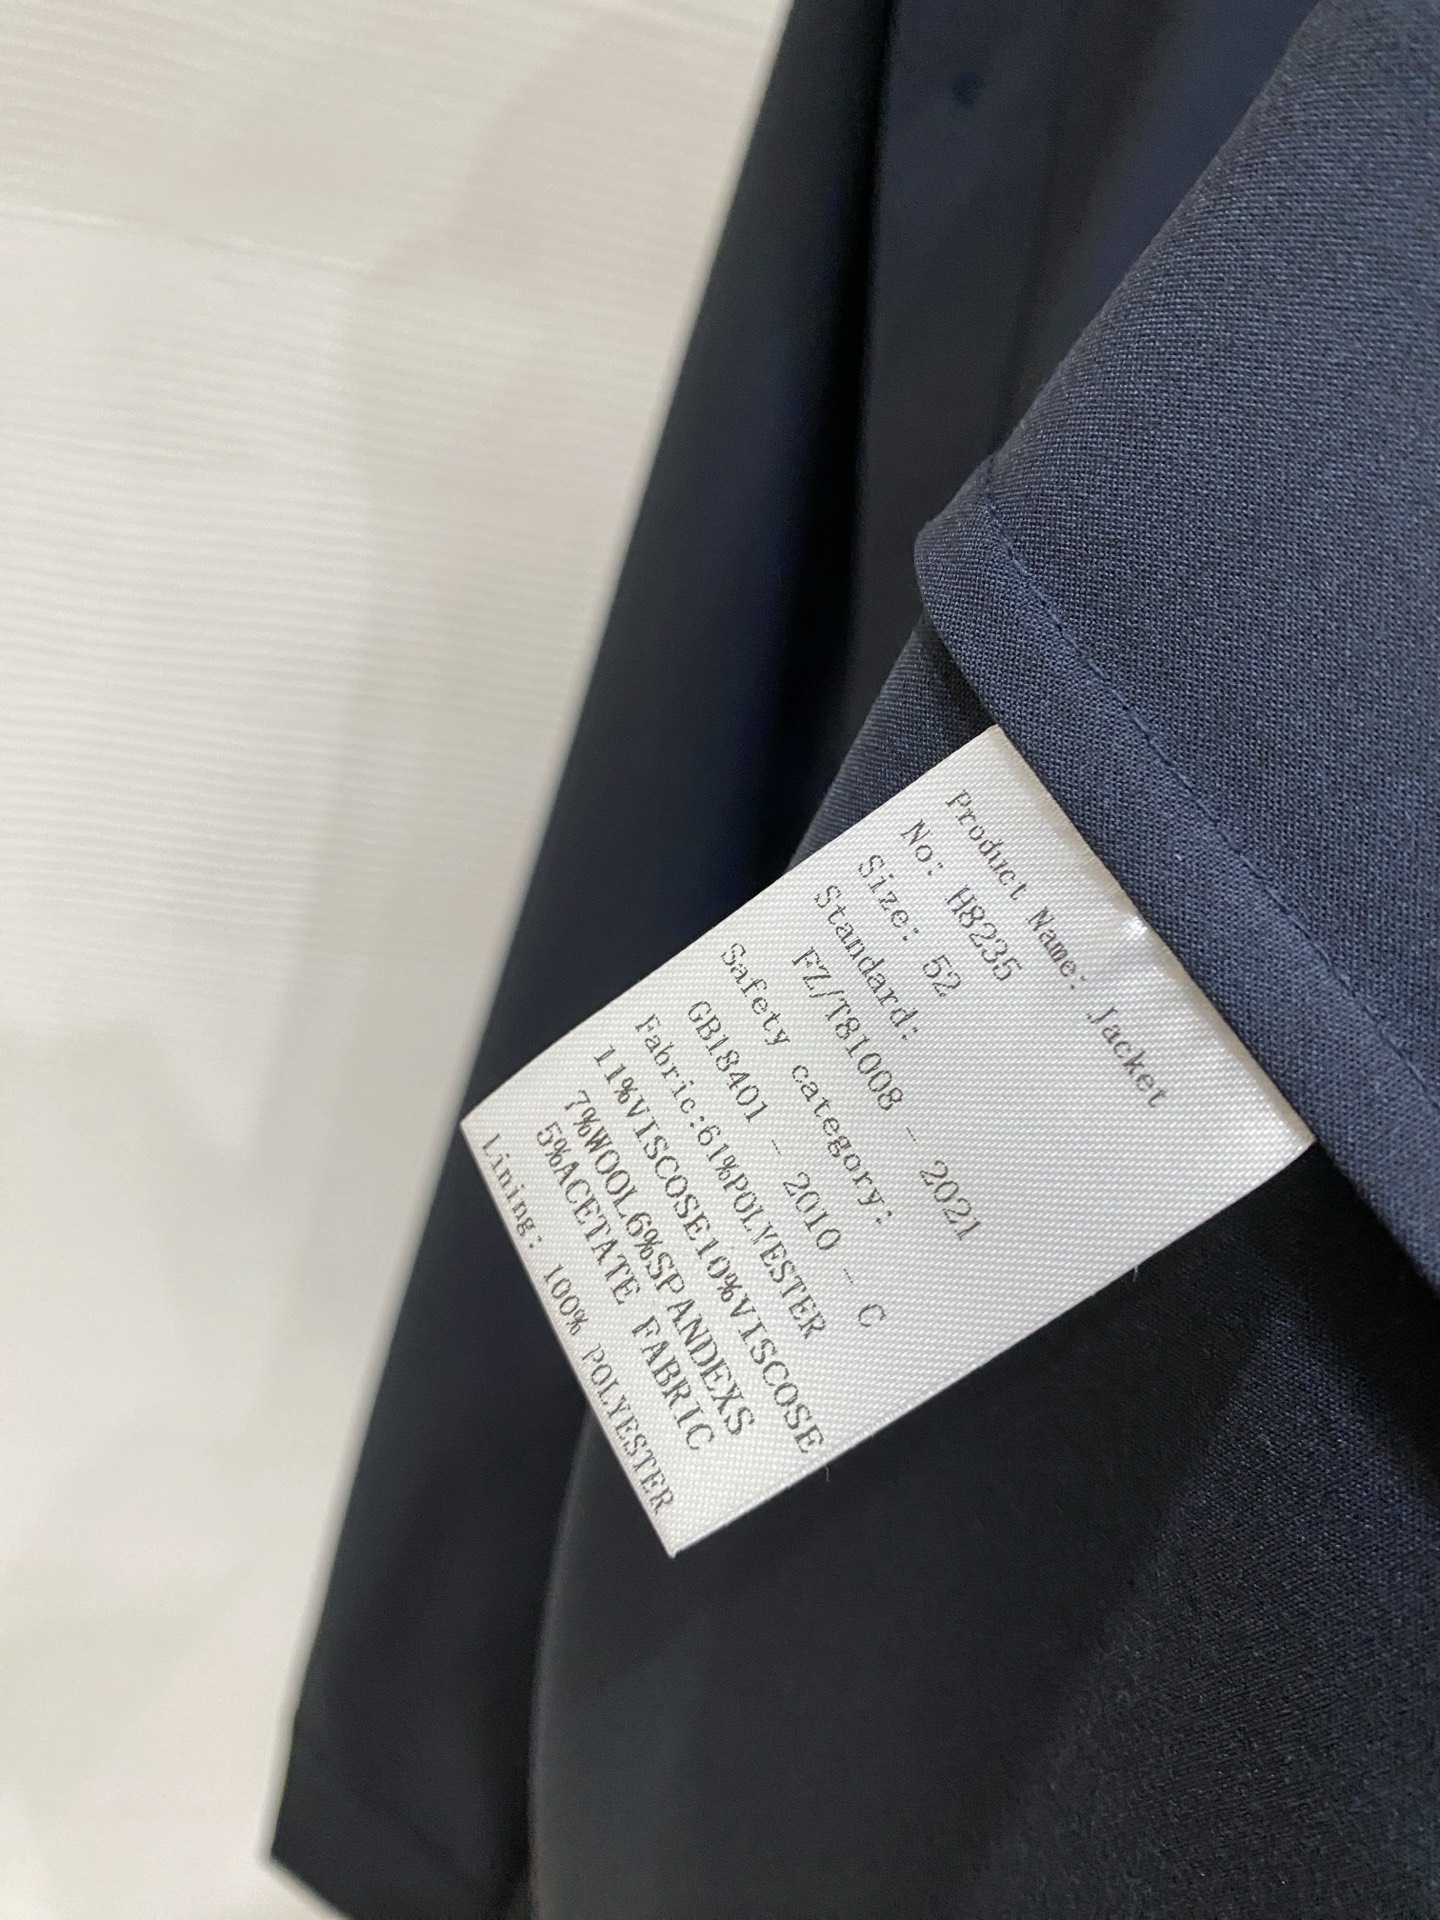 Product Name: Jacket
No: H8235
Size: 52
Standard:
FZ/T81008 - 2021
Safety category:
GB18401 - 2010 - C
Fabric:61%POLYESTER
11%VISCOSE10%VISCOSE
7%WOOL6%SPANDEXS
5%ACETATE FABRIC
Lining: 100% POLYESTER